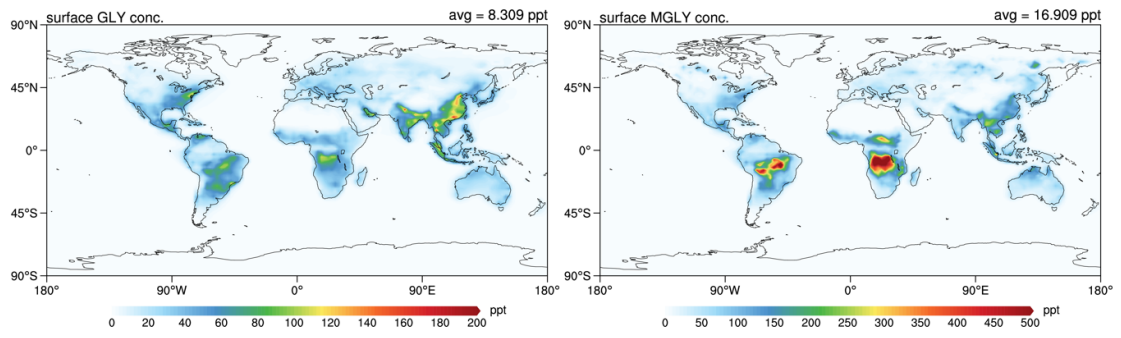 surface GLY conc. avg = 8.309 ppt
90°N
45°N
0°
45°S
90°S
180° 90°W 0° 90°E 180°
0 20 40 60 80 100 120 140 160 180 200 ppt
surface MGLY conc. avg = 16.909 ppt
90°N
45°N
0°
45°S
90°S
180° 90°W 0° 90°E 180°
0 50 100 150 200 250 300 350 400 450 500 ppt